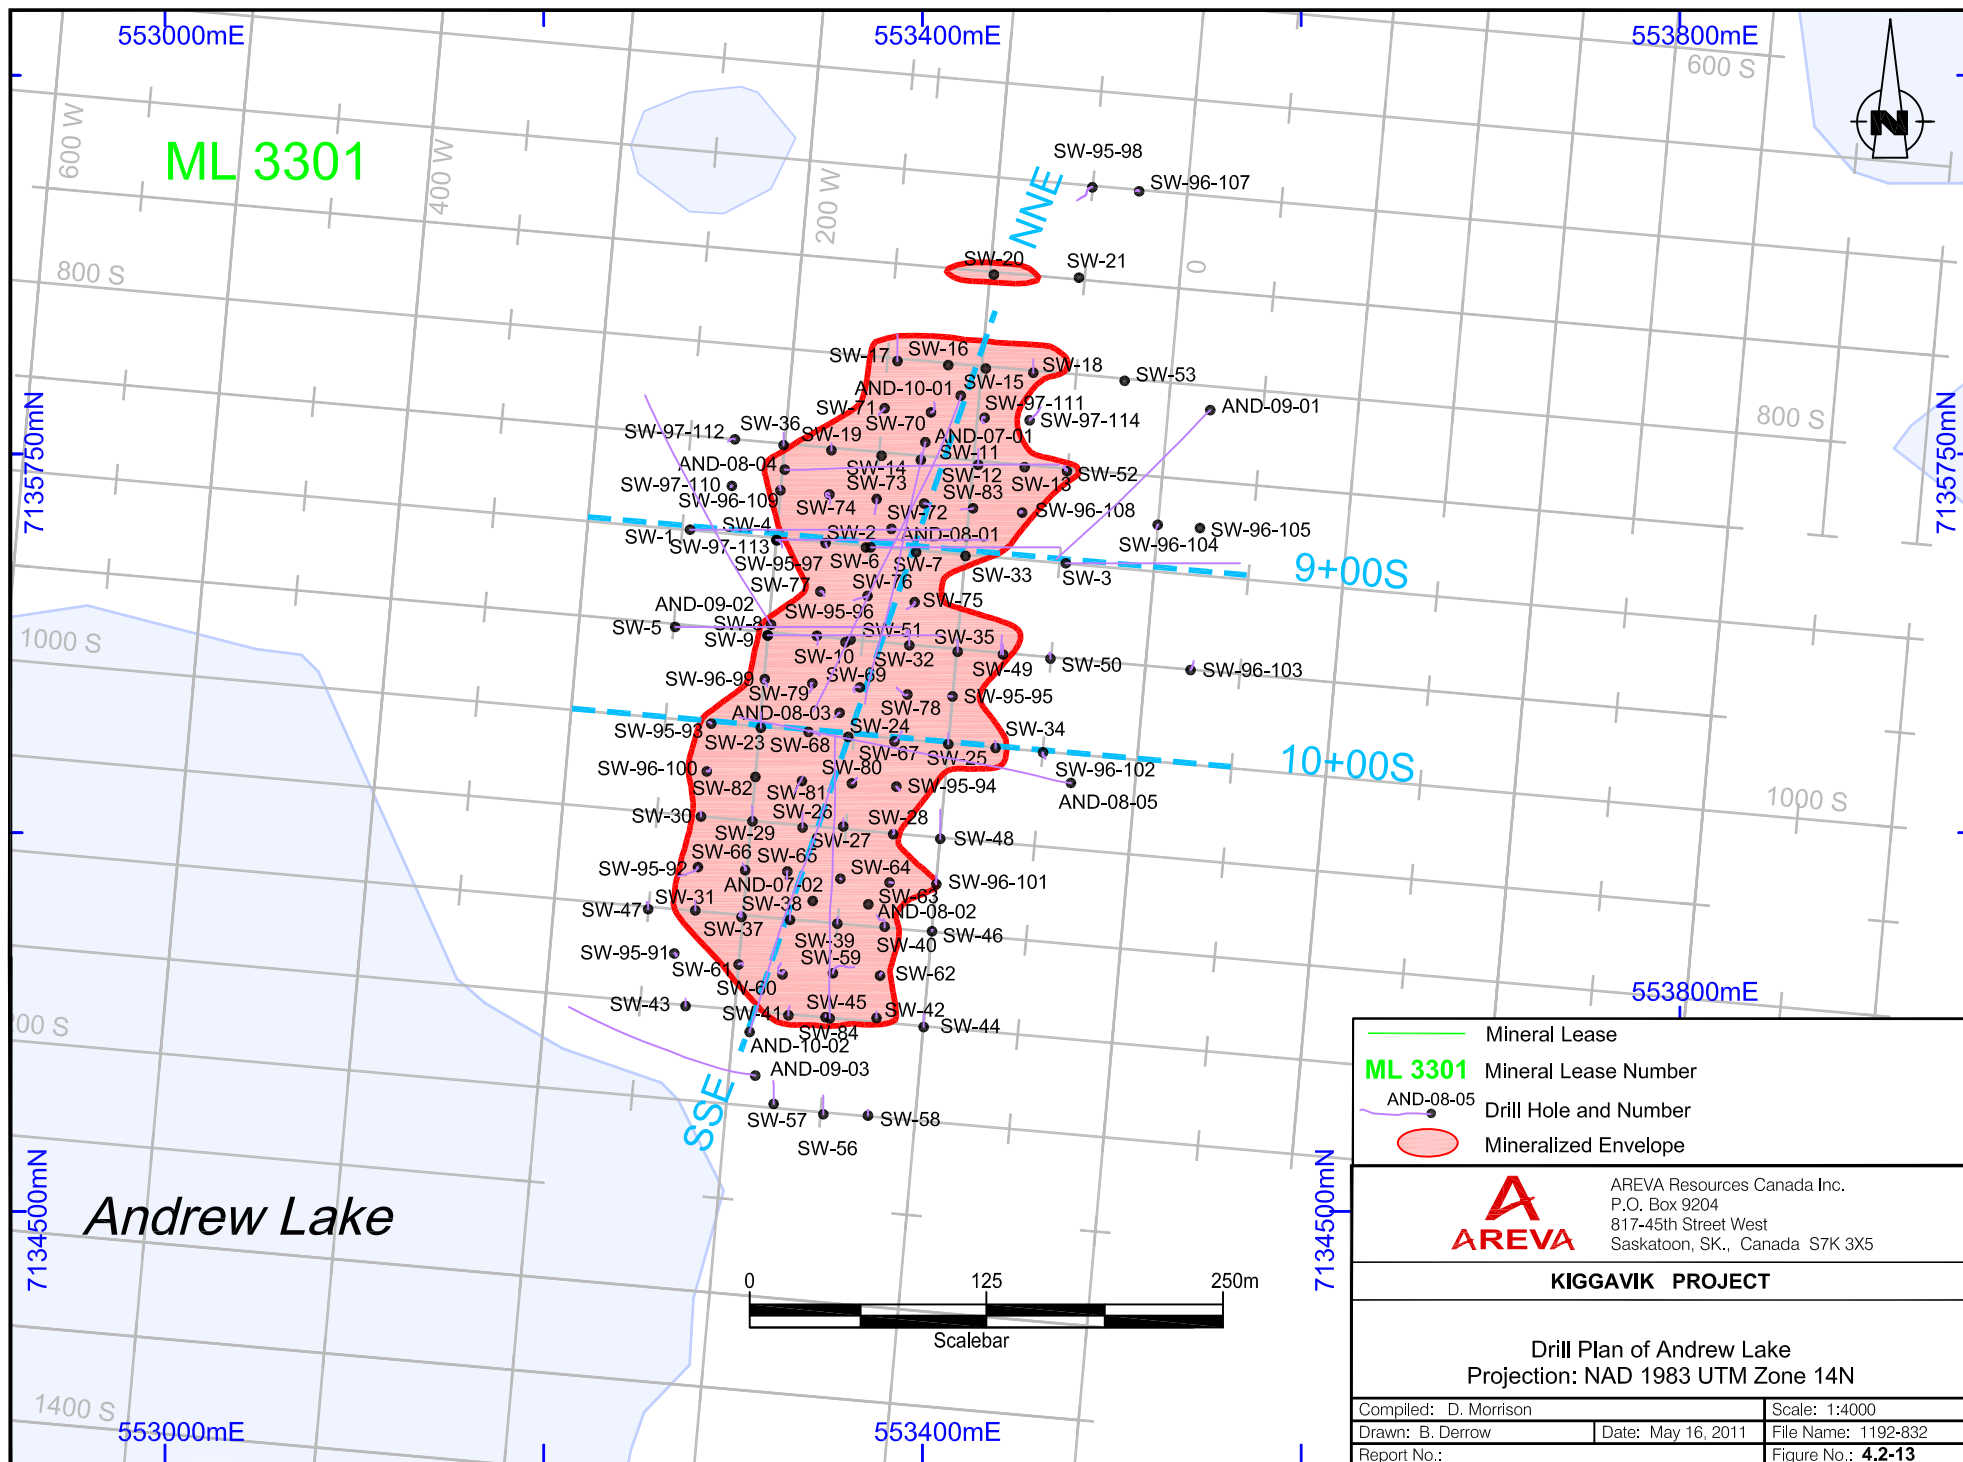 553000mE
553400mE
553800mE
600 S
600 W
400 W
200 W
0
ML 3301
NNE
SW-95-98
SW-96-107
SW-20
SW-21
800 S
SW-17
SW-16
SW-18
SW-53
SW-15
AND-10-01
AND-09-01
SW-71
SW-70
SW-97-111
SW-97-114
800 S
SW-97-112
SW-36
SW-19
AND-07-01
SW-11
AND-08-04
SW-14
SW-12
SW-13
SW-52
SW-97-110
SW-96-109
SW-73
SW-83
SW-74
SW-72
SW-96-108
7135750mN
7135750mN
SW-1
SW-4
SW-2
AND-08-01
SW-96-104
SW-96-105
SW-97-113
SW-95-97
SW-6
SW-7
SW-33
SW-3
9+00S
SW-77
SW-76
SW-75
AND-09-02
SW-95-96
SW-5
SW-8
SW-9
SW-51
SW-10
SW-32
SW-35
SW-49
SW-50
SW-96-103
1000 S
SW-96-99
SW-79
SW-69
SW-78
SW-95-95
AND-08-03
SW-95-93
SW-23
SW-68
SW-24
SW-67
SW-25
SW-34
10+00S
SW-96-100
SW-82
SW-81
SW-80
SW-95-94
SW-96-102
AND-08-05
1000 S
SW-30
SW-29
SW-26
SW-27
SW-28
SW-48
SW-66
SW-65
SW-95-92
AND-07-02
SW-64
SW-63
SW-96-101
SW-47
SW-31
SW-37
SW-38
AND-08-02
SW-39
SW-40
SW-46
SW-95-91
SW-61
SW-60
SW-59
SW-62
SW-43
SW-41
SW-45
SW-84
SW-42
SW-44
00 S
AND-10-02
AND-09-03
SSE
SW-57
SW-56
SW-58
553800mE
Mineral Lease
ML 3301 Mineral Lease Number
AND-08-05 Drill Hole and Number
Mineralized Envelope
7134500mN
7134500mN
Andrew Lake
0 125 250m
Scalebar
1400 S
553000mE
553400mE
AREVA
AREVA Resources Canada Inc.
P.O. Box 9204
817-45th Street West
Saskatoon, SK., Canada S7K 3X5
KIGGAVIK PROJECT
Drill Plan of Andrew Lake
Projection: NAD 1983 UTM Zone 14N
Compiled: D. Morrison
Scale: 1:4000
Drawn: B. Derrow
Date: May 16, 2011
File Name: 1192-832
Report No.:
Figure No.: 4.2-13
N